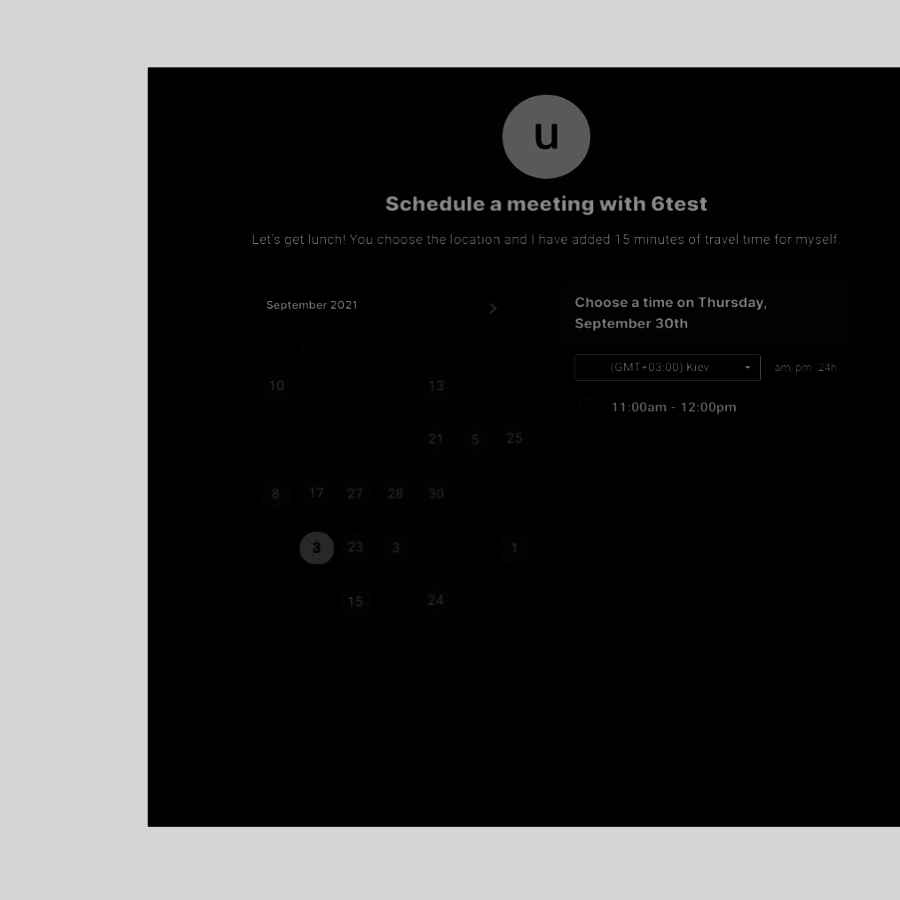 u
Schedule a meeting with 6test
Let's get lunch! You choose the location and I have added 15 minutes of travel time for myself.
September 2021
Choose a time on Thursday,
September 30th
(GMT+03:00) Kiev
am/pm 24h
11:00am - 12:00pm
10 13
21 5 25
8 17 27 28 30
3 23 3 1
15 24